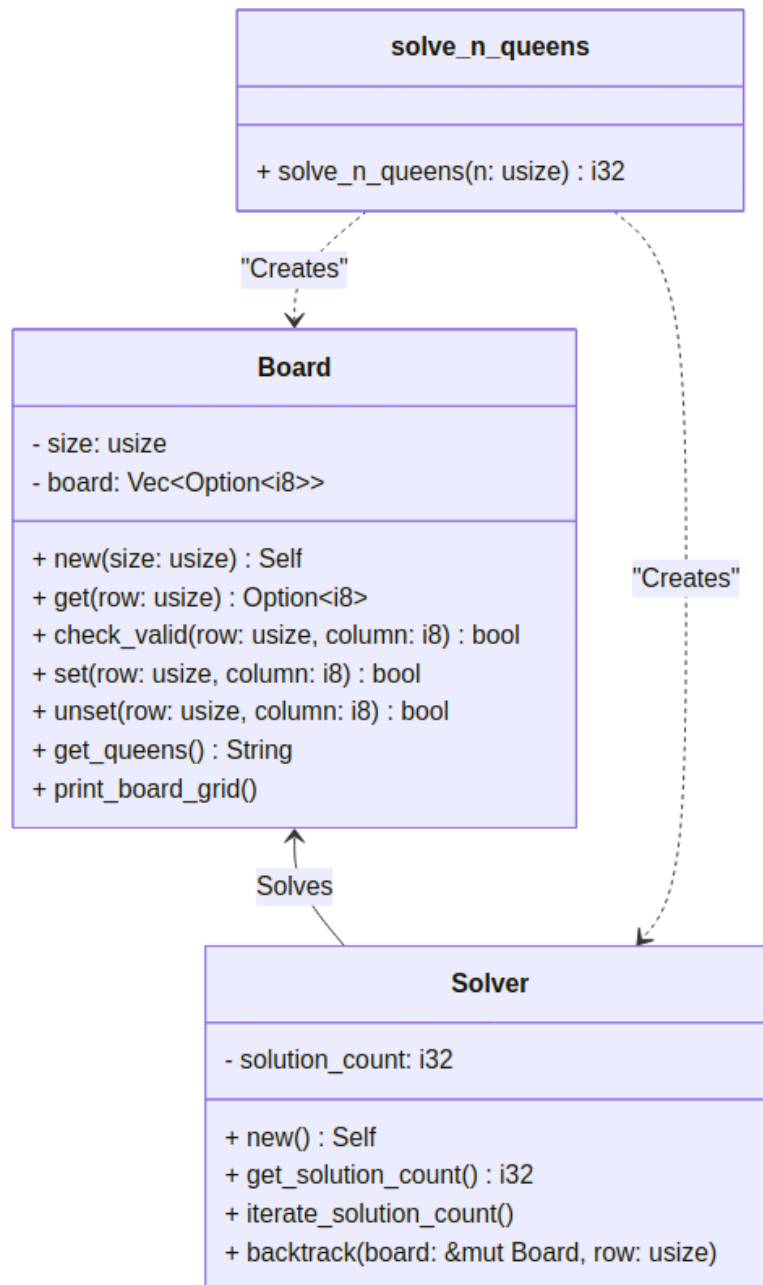 solve_n_queens
+ solve_n_queens(n: usize) : i32
"Creates"
Board
- size: usize
- board: Vec<Option<i8>>
+ new(size: usize) : Self
+ get(row: usize) : Option<i8>
+ check_valid(row: usize, column: i8) : bool
+ set(row: usize, column: i8) : bool
+ unset(row: usize, column: i8) : bool
+ get_queens() : String
+ print_board_grid()
"Creates"
Solves
Solver
- solution_count: i32
+ new() : Self
+ get_solution_count() : i32
+ iterate_solution_count()
+ backtrack(board: &mut Board, row: usize)